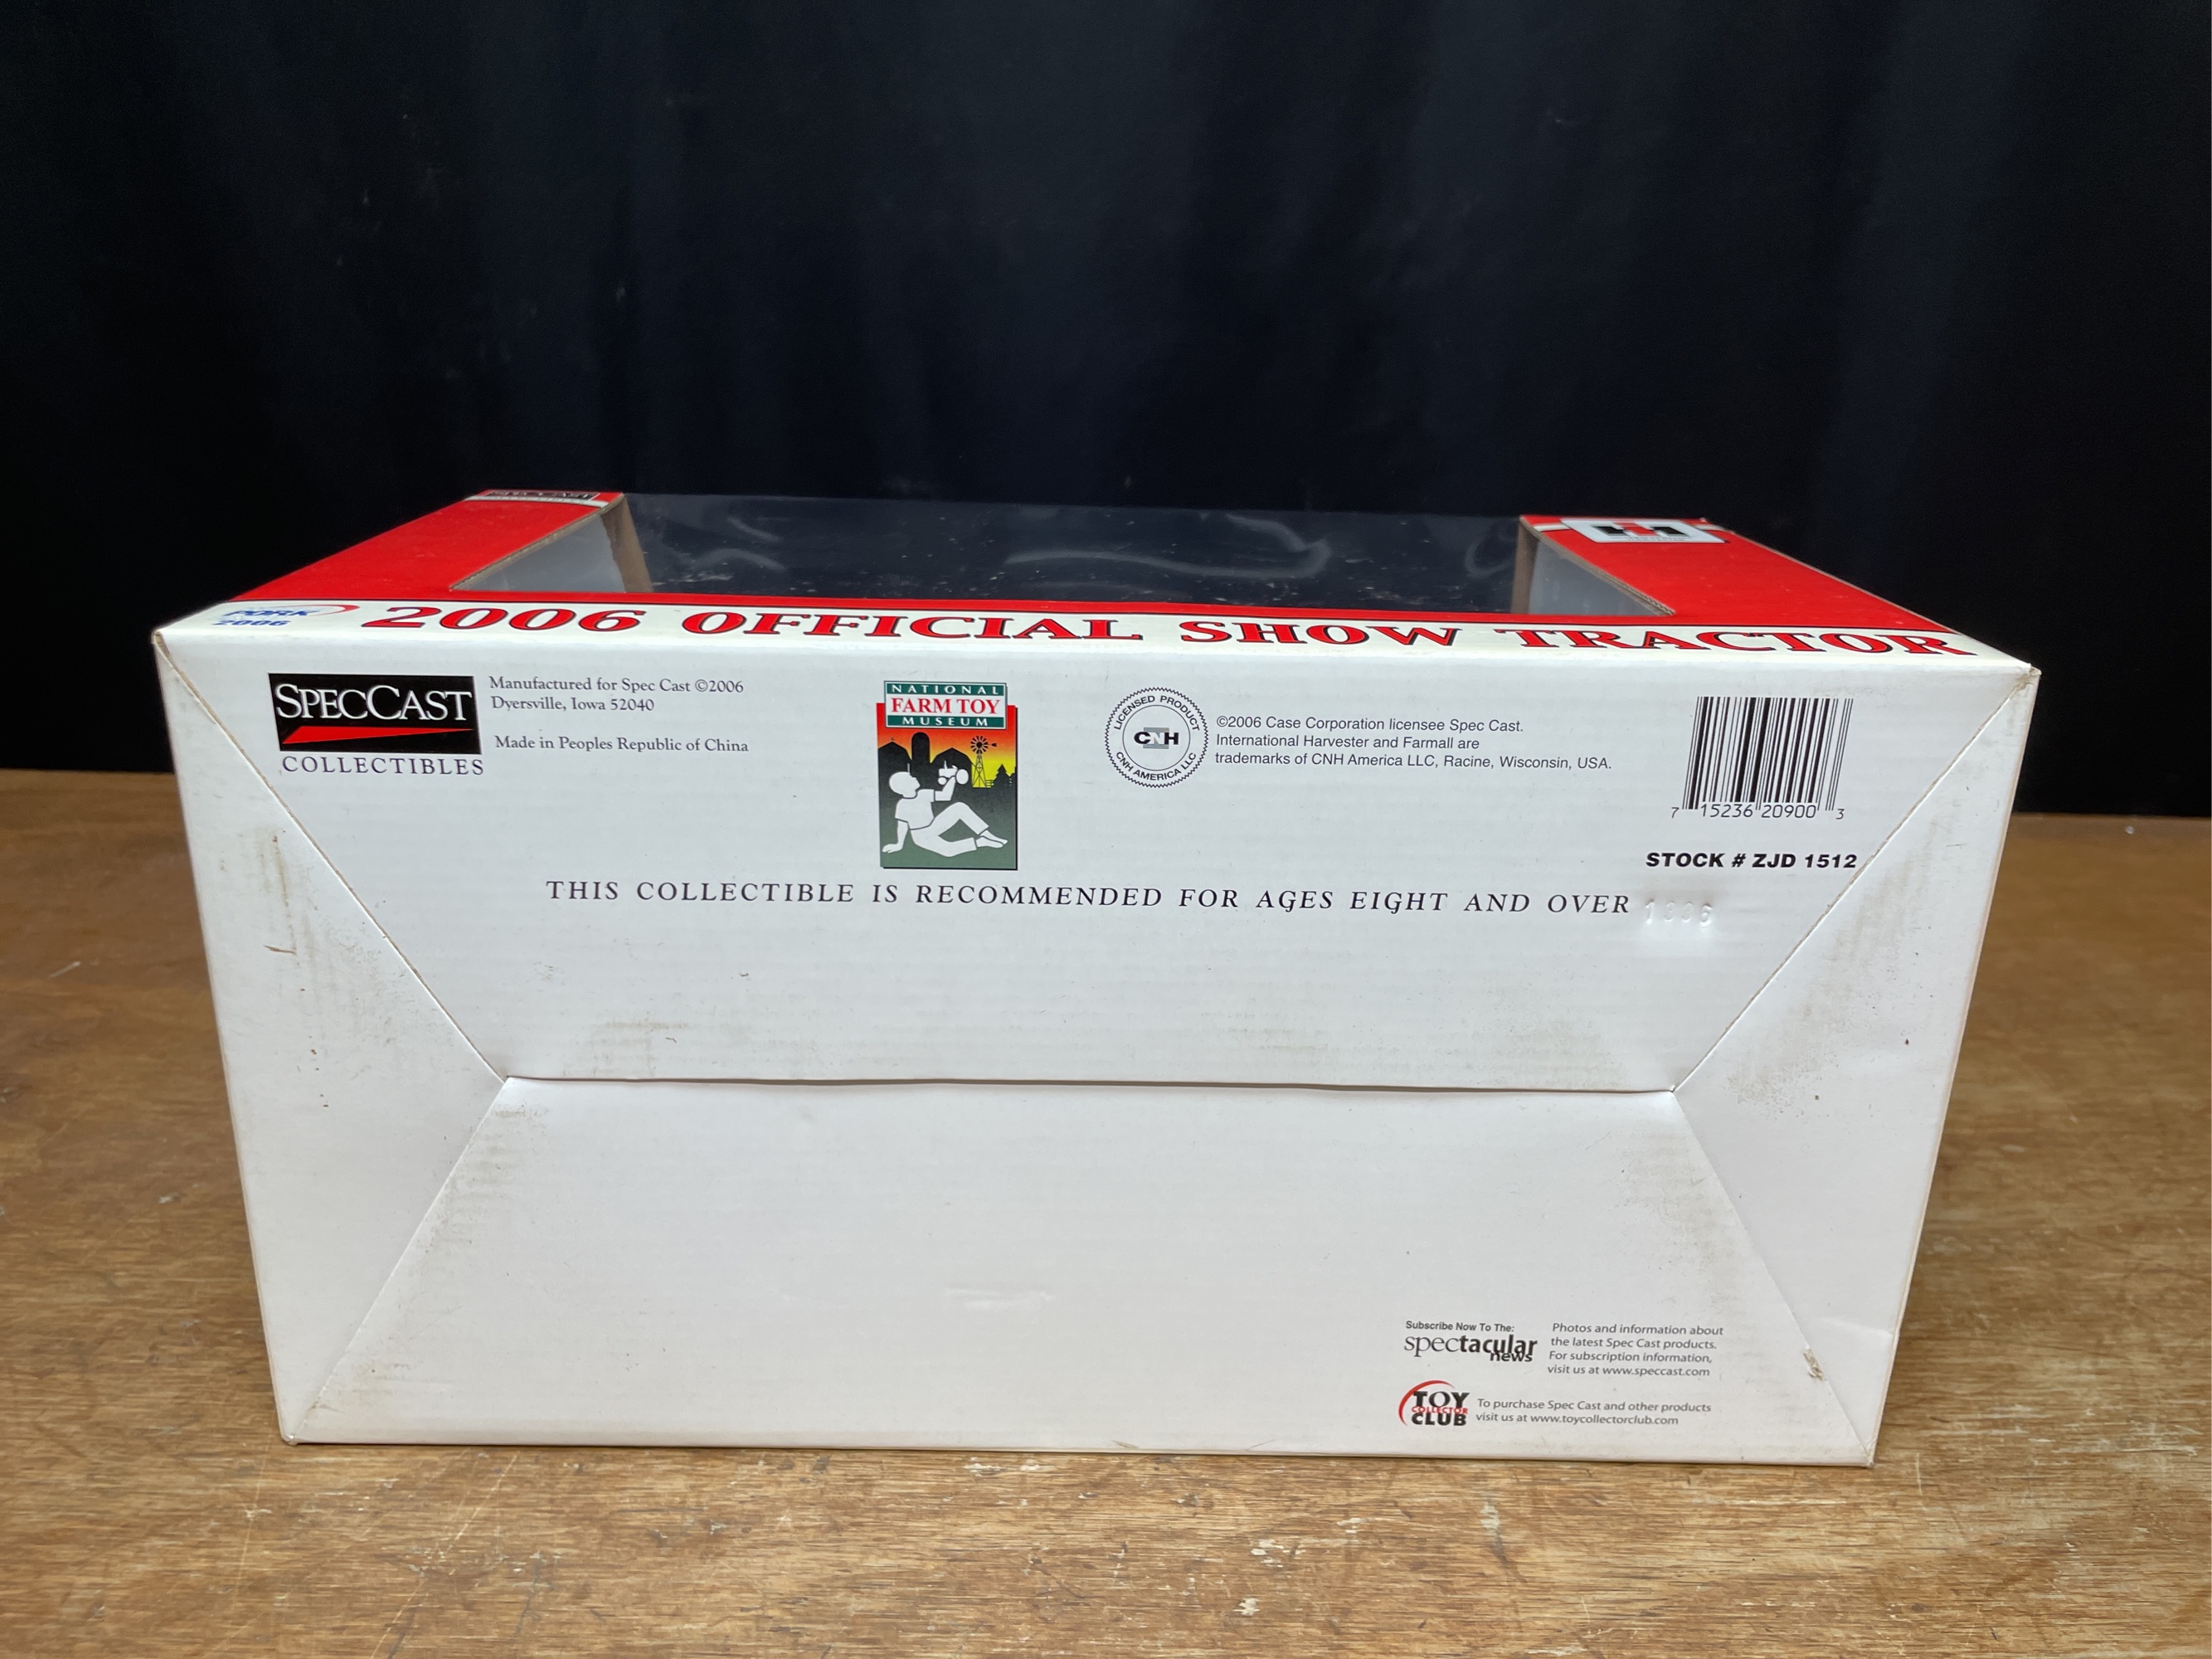 SPECCAST
2006
2006 OFFICIAL SHOW TRACTOR
SPECCAST
COLLECTIBLES
Manufactured for Spec Cast ©2006
Dyersville, Iowa 52040
Made in Peoples Republic of China
NATIONAL
FARM TOY
MUSEUM
LICENSED PRODUCT
CNH
CNH AMERICA LLC
©2006 Case Corporation licensee Spec Cast.
International Harvester and Farmall are
trademarks of CNH America LLC, Racine, Wisconsin, USA.
7 15236 20900 3
STOCK # ZJD 1512
THIS COLLECTIBLE IS RECOMMENDED FOR AGES EIGHT AND OVER
Subscribe Now To The:
spectacular
news
Photos and information about
the latest Spec Cast products.
For subscription information,
visit us at www.speccast.com
TOY
COLLECTOR
CLUB
To purchase Spec Cast and other products
visit us at www.toycollectorclub.com